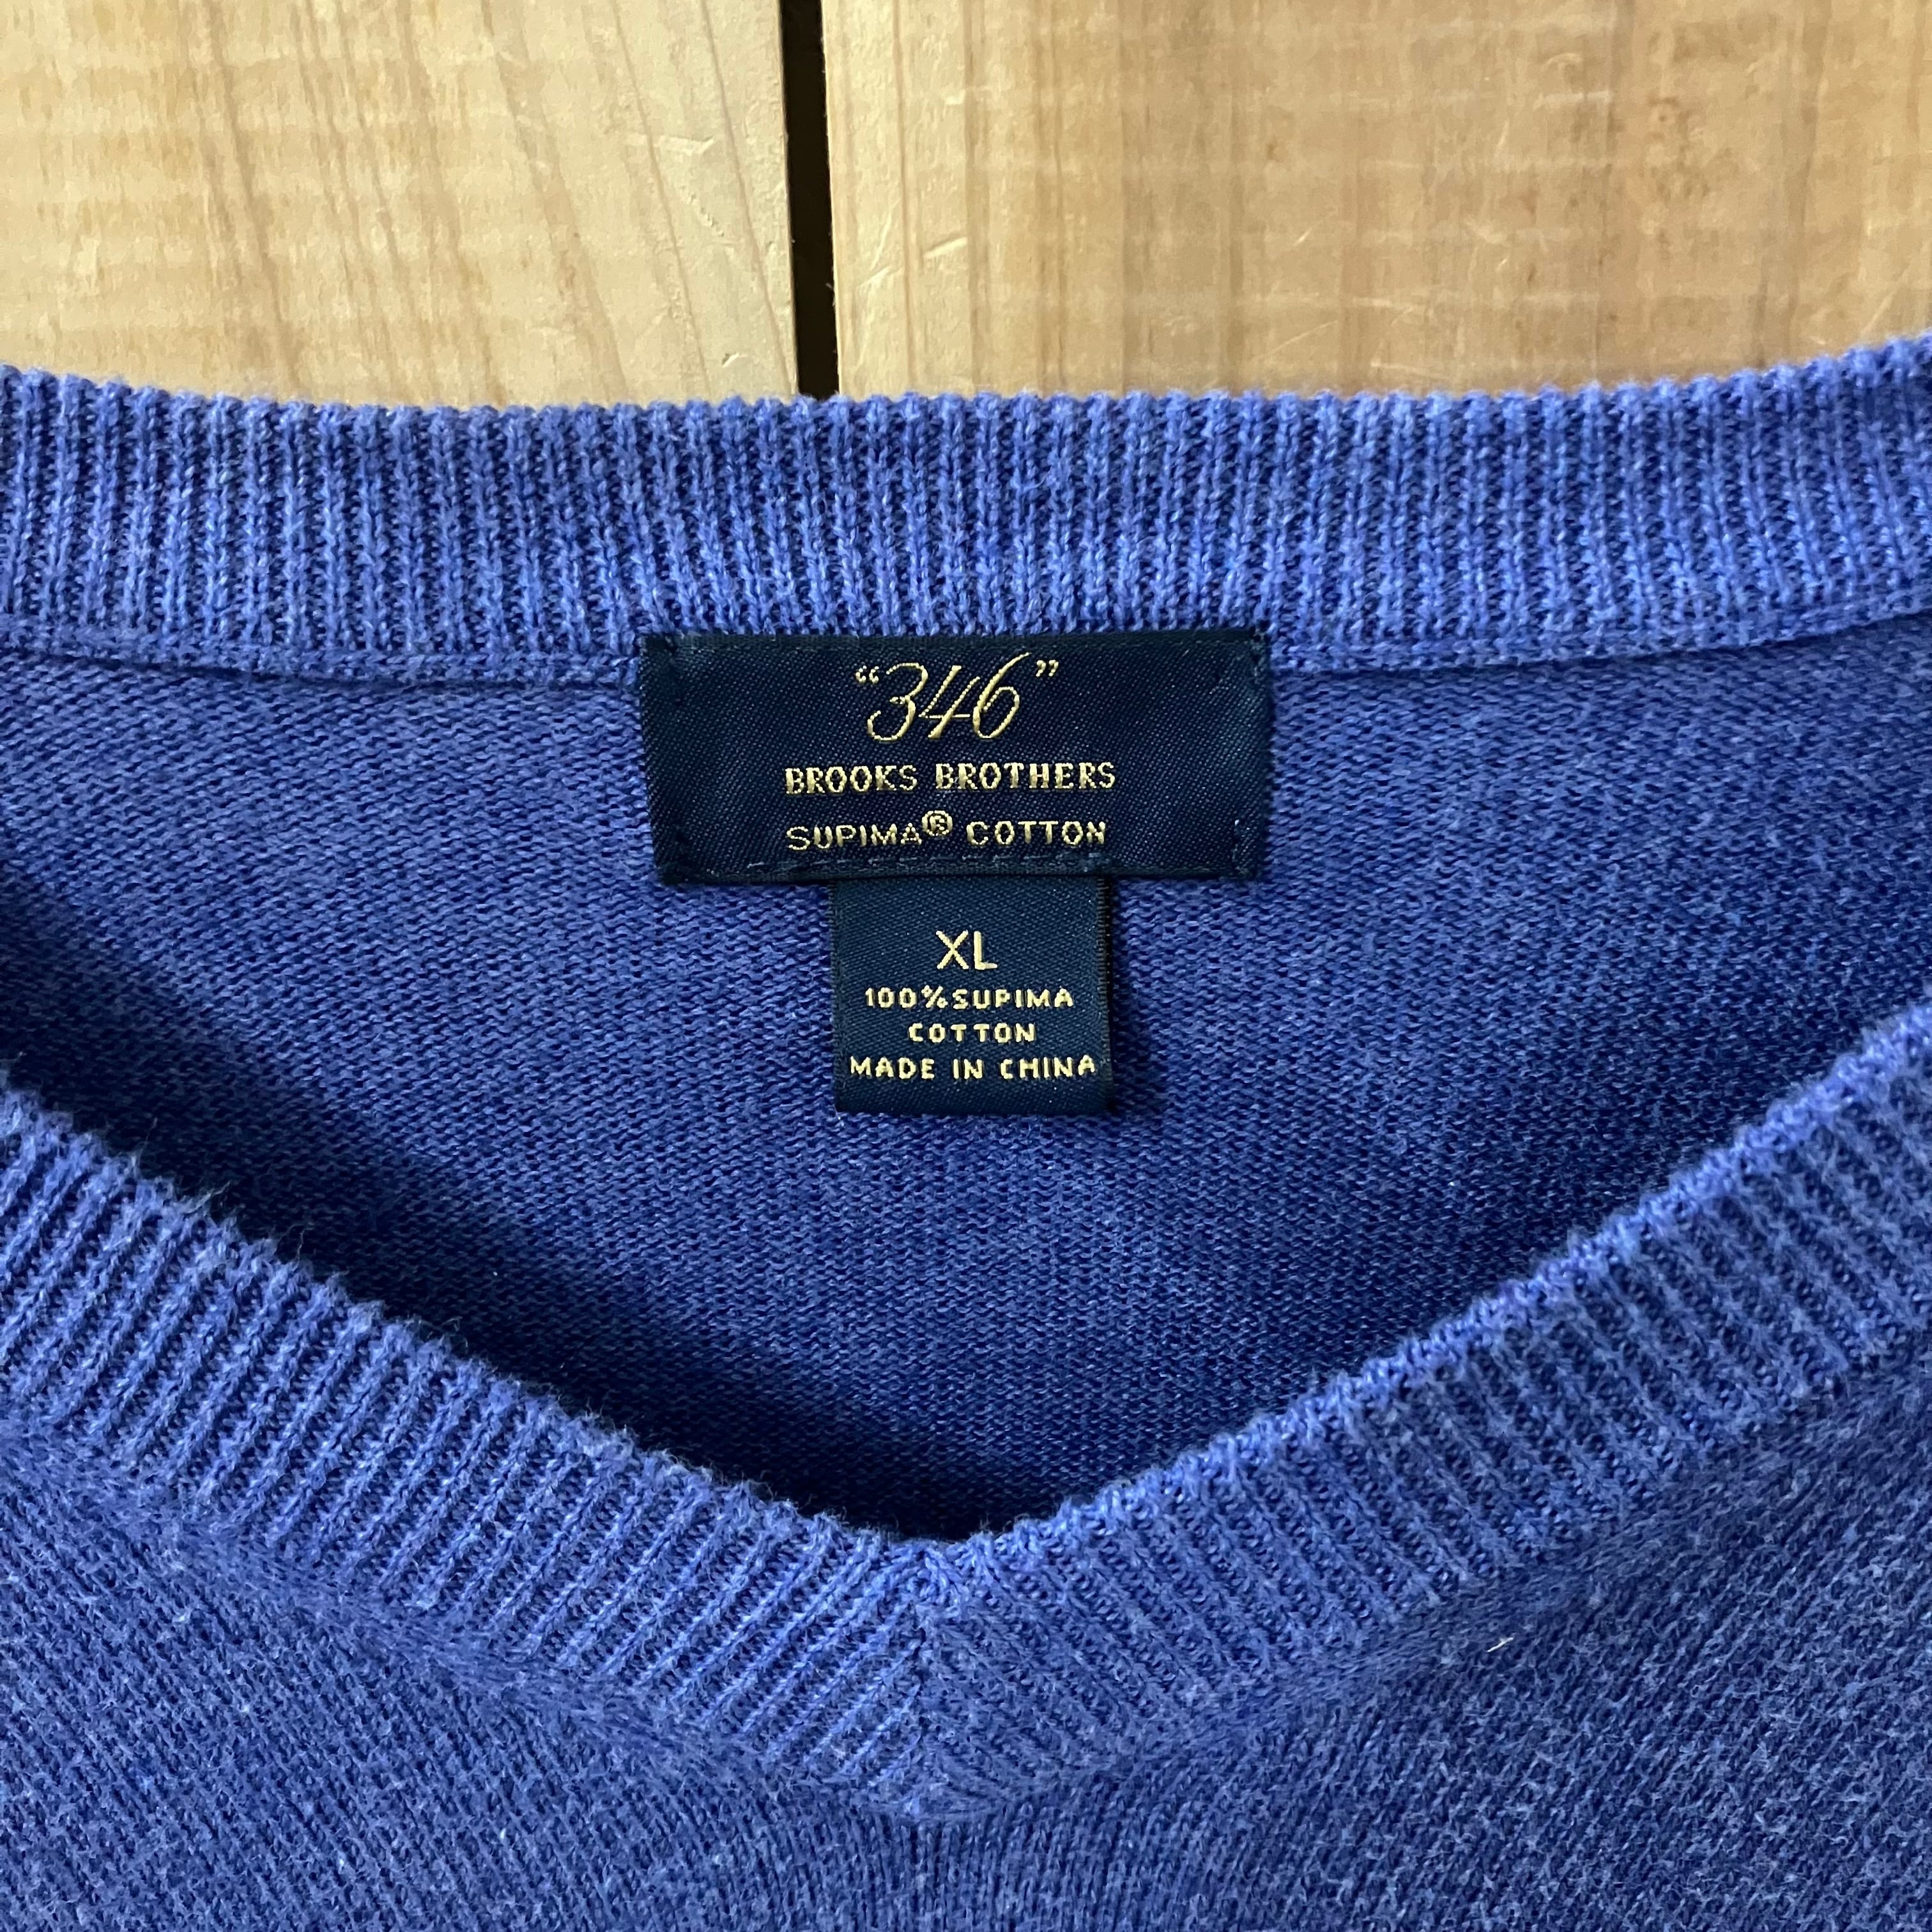 “346”
BROOKS BROTHERS
SUPIMA® COTTON
XL
100%SUPIMA
COTTON
MADE IN CHINA